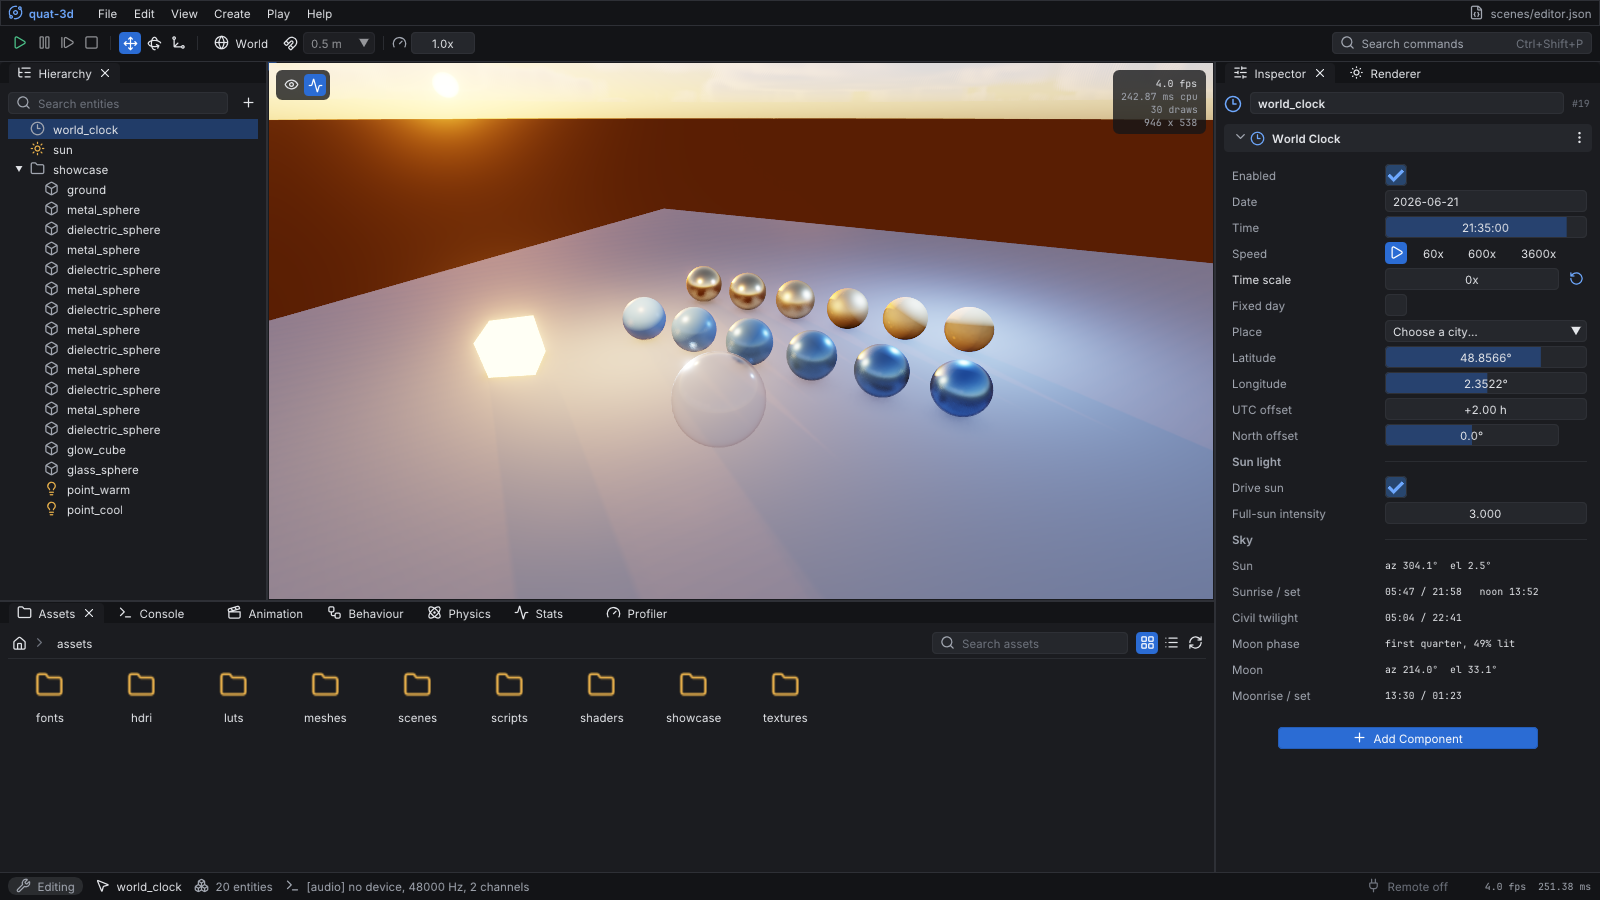 quat-3d File Edit View Create Play Help scenes/editor.json
World 0.5 m 1.0x Search commands Ctrl+Shift+P
Hierarchy
Search entities
world_clock
sun
showcase
ground
metal_sphere
dielectric_sphere
metal_sphere
dielectric_sphere
metal_sphere
dielectric_sphere
metal_sphere
dielectric_sphere
metal_sphere
dielectric_sphere
metal_sphere
dielectric_sphere
glow_cube
glass_sphere
point_warm
point_cool
4.0 fps
242.87 ms cpu
30 draws
946 x 538
Inspector Renderer
world_clock #19
World Clock
Enabled
Date 2026-06-21
Time 21:35:00
Speed 60x 600x 3600x
Time scale 0x
Fixed day
Place Choose a city...
Latitude 48.8566°
Longitude 2.3522°
UTC offset +2.00 h
North offset 0.0°
Sun light
Drive sun
Full-sun intensity 3.000
Sky
Sun az 304.1° el 2.5°
Sunrise / set 05:47 / 21:58 noon 13:52
Civil twilight 05:04 / 22:41
Moon phase first quarter, 49% lit
Moon az 214.0° el 33.1°
Moonrise / set 13:30 / 01:23
Add Component
Assets Console Animation Behaviour Physics Stats Profiler
assets Search assets
fonts hdri luts meshes scenes scripts shaders showcase textures
Editing world_clock 20 entities [audio] no device, 48000 Hz, 2 channels Remote off 4.0 fps 251.38 ms